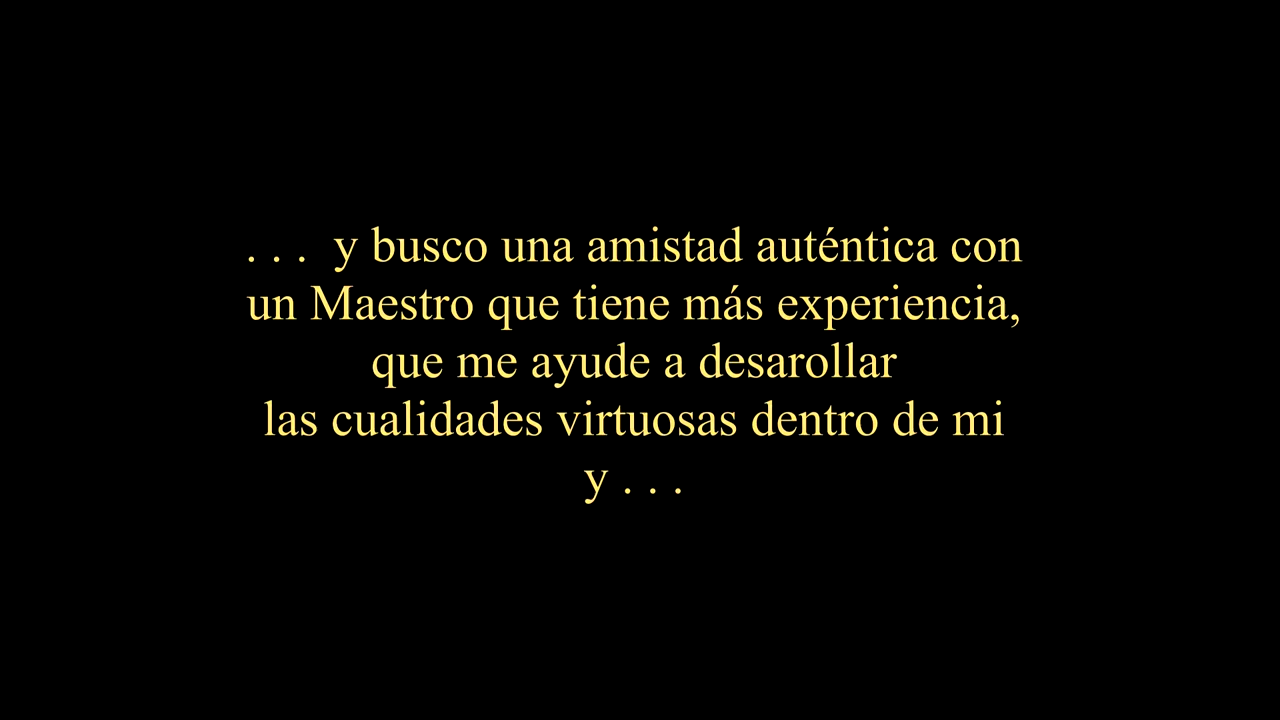 . . .  y busco una amistad auténtica con
un Maestro que tiene más experiencia,
que me ayude a desarollar
las cualidades virtuosas dentro de mi
y . . .